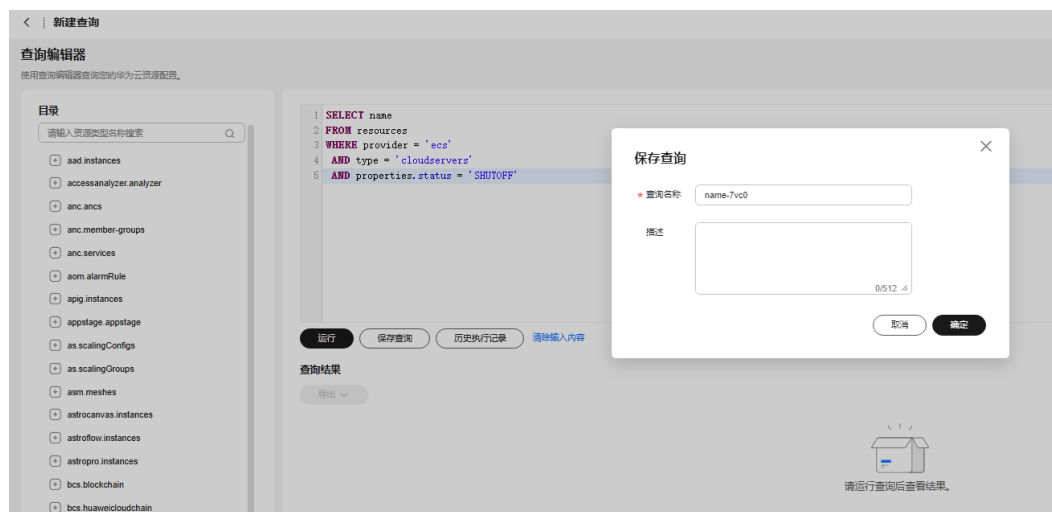 新建查询
查询编辑器
使用查询编辑器查询您的华为云资源配置。
目录
请输入资源类型名称搜索
aad.instances
accessanalyzer.analyzer
anc.ancs
anc.member-groups
anc.services
aom.alarmRule
apig.instances
appstage.appstage
as.scalingConfigs
as.scalingGroups
asm.meshes
astrocanvas.instances
astroflow.instances
astropro.instances
bcs.blockchain
bcs.huaweicloudchain
1 SELECT name
2 FROM resources
3 WHERE provider = 'ecs'
4 AND type = 'cloudservers'
5 AND properties.status = 'SHUTOFF'
运行 保存查询 历史执行记录 清除输入内容
查询结果
导出
请运行查询后查看结果。
保存查询
* 查询名称 name-7vc0
描述
0/512
取消 确定